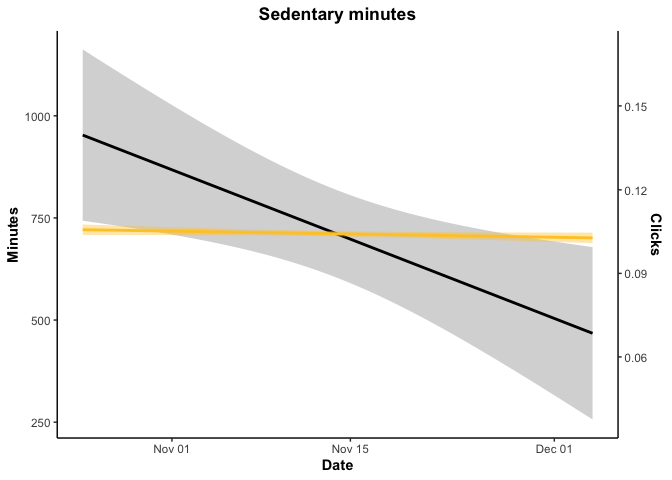 Sedentary minutes
1000
750
500
250
Minutes
0.15
0.12
0.09
0.06
Clicks
Nov 01
Nov 15
Dec 01
Date